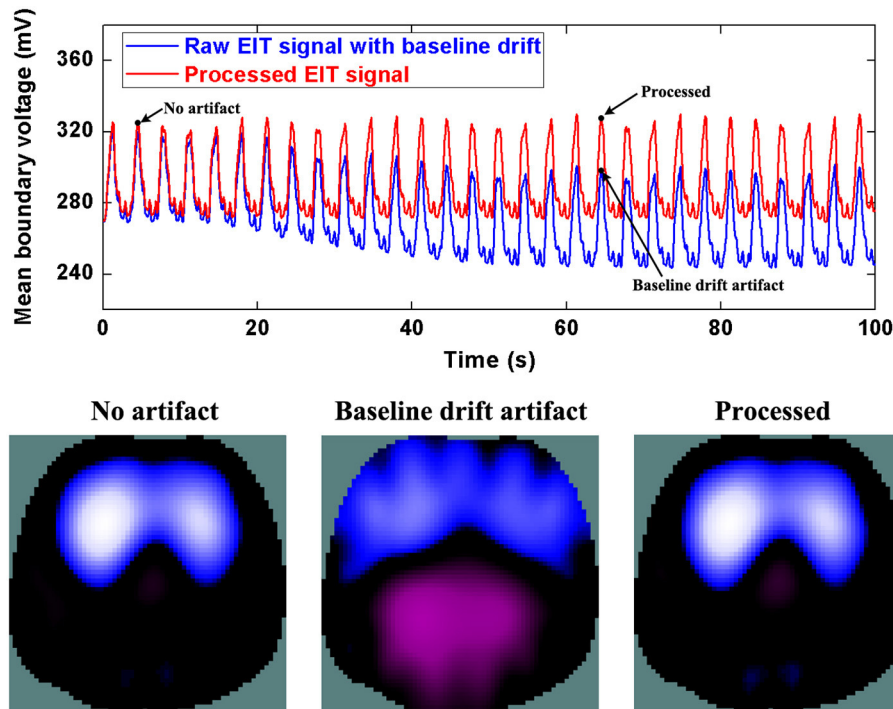 Mean boundary voltage (mV)
360
320
280
240
Raw EIT signal with baseline drift
Processed EIT signal
No artifact
Processed
Baseline drift artifact
0
20
40
60
80
100
Time (s)
No artifact
Baseline drift artifact
Processed